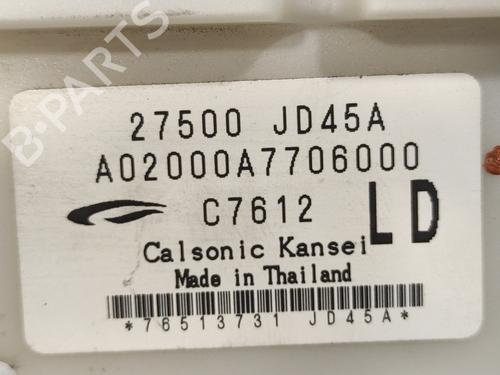 B-PARTS
27500 JD45A
A02000A7706000
C7612 LD
Calsonic Kansei
Made in Thailand
*76513731 JD45A*